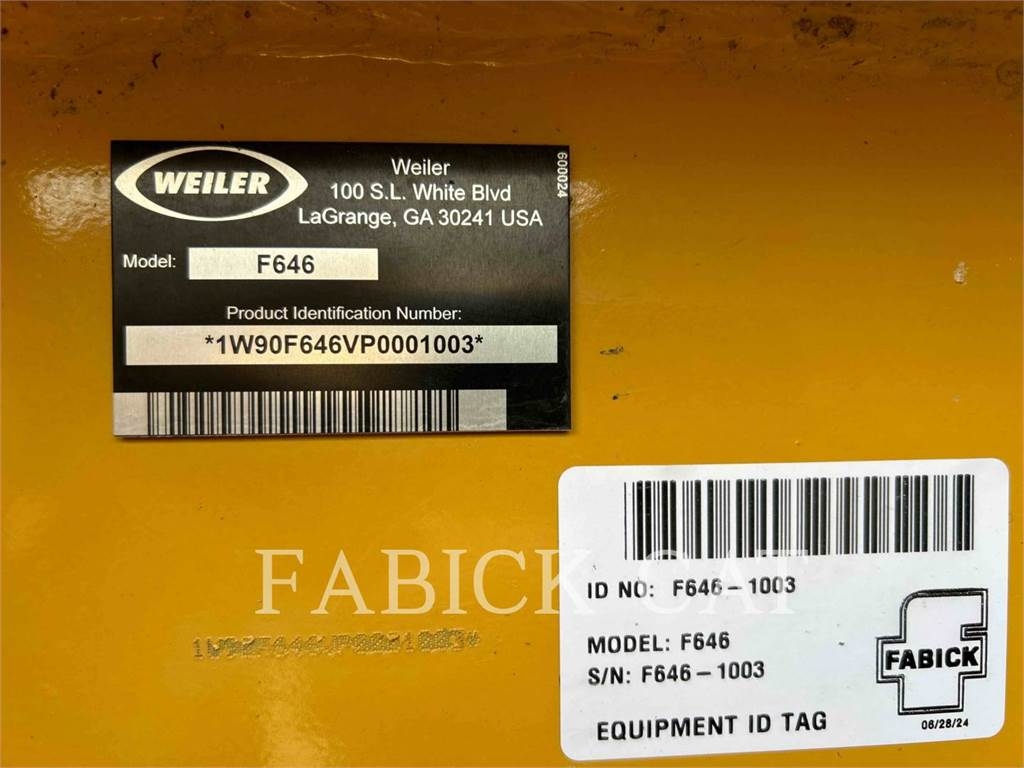 WEILER
Weiler
100 S.L. White Blvd
LaGrange, GA 30241 USA
600024
Model: F646
Product Identification Number:
*1W90F646VP0001003*
FABICK CAT
ID NO: F646-1003
MODEL: F646
S/N: F646-1003
FABICK
EQUIPMENT ID TAG
06/28/24